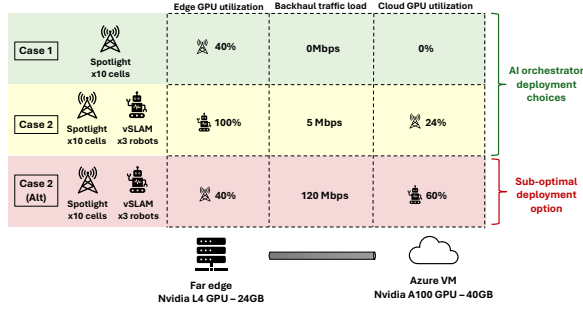 Edge GPU utilization
Backhaul traffic load
Cloud GPU utilization
Case 1
Spotlight
x10 cells
40%
0Mbps
0%
AI orchestrator
deployment
choices
Case 2
Spotlight
x10 cells
vSLAM
x3 robots
100%
5 Mbps
24%
Case 2
(Alt)
Spotlight
x10 cells
vSLAM
x3 robots
40%
120 Mbps
60%
Sub-optimal
deployment
option
Far edge
Nvidia L4 GPU – 24GB
Azure VM
Nvidia A100 GPU – 40GB